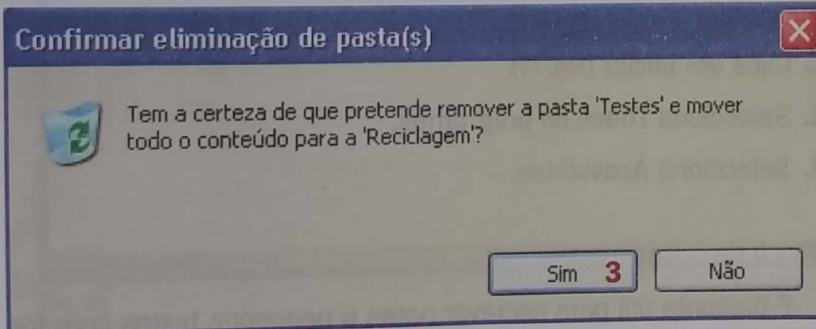 Confirmar eliminação de pasta(s)
Tem a certeza de que pretende remover a pasta 'Testes' e mover
todo o conteúdo para a 'Reciclagem'?
Sim 3
Não